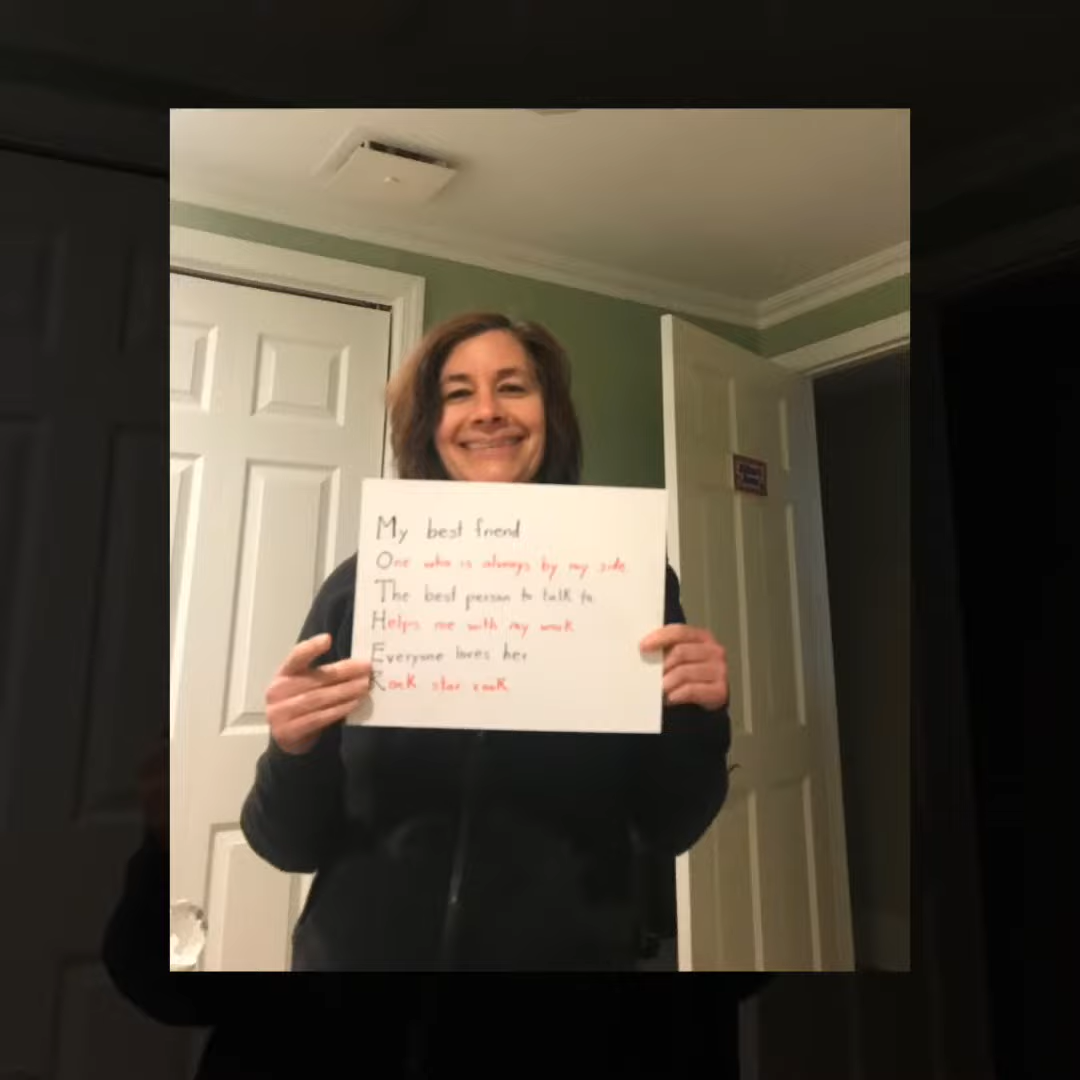 My best friend
One who is always by my side
The best person to talk to
Helps me with my work
Everyone loves her
Rock star cook